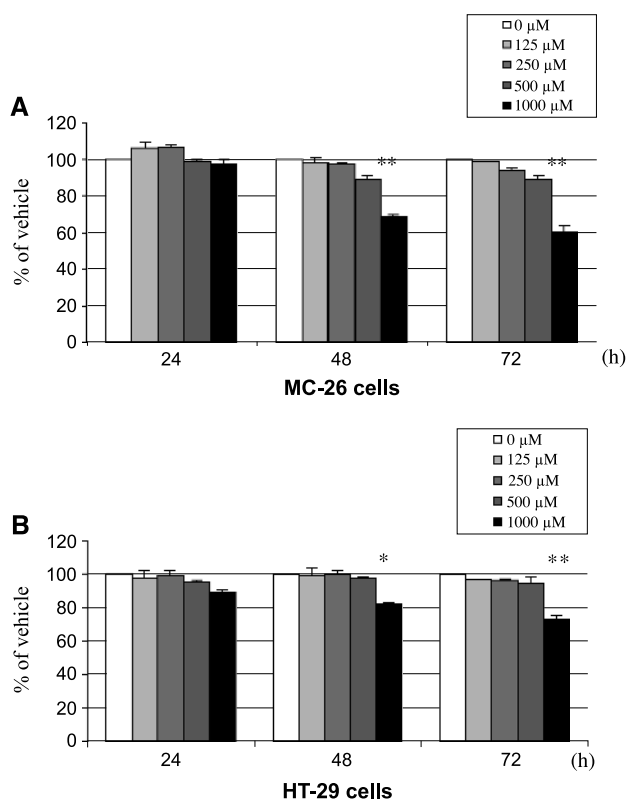 0 µM
125 µM
250 µM
500 µM
1000 µM
A
120
100
80
60
40
20
0
% of vehicle
**
**
24 48 72 (h)
MC-26 cells
0 µM
125 µM
250 µM
500 µM
1000 µM
B
120
100
80
60
40
20
0
% of vehicle
*
**
24 48 72 (h)
HT-29 cells